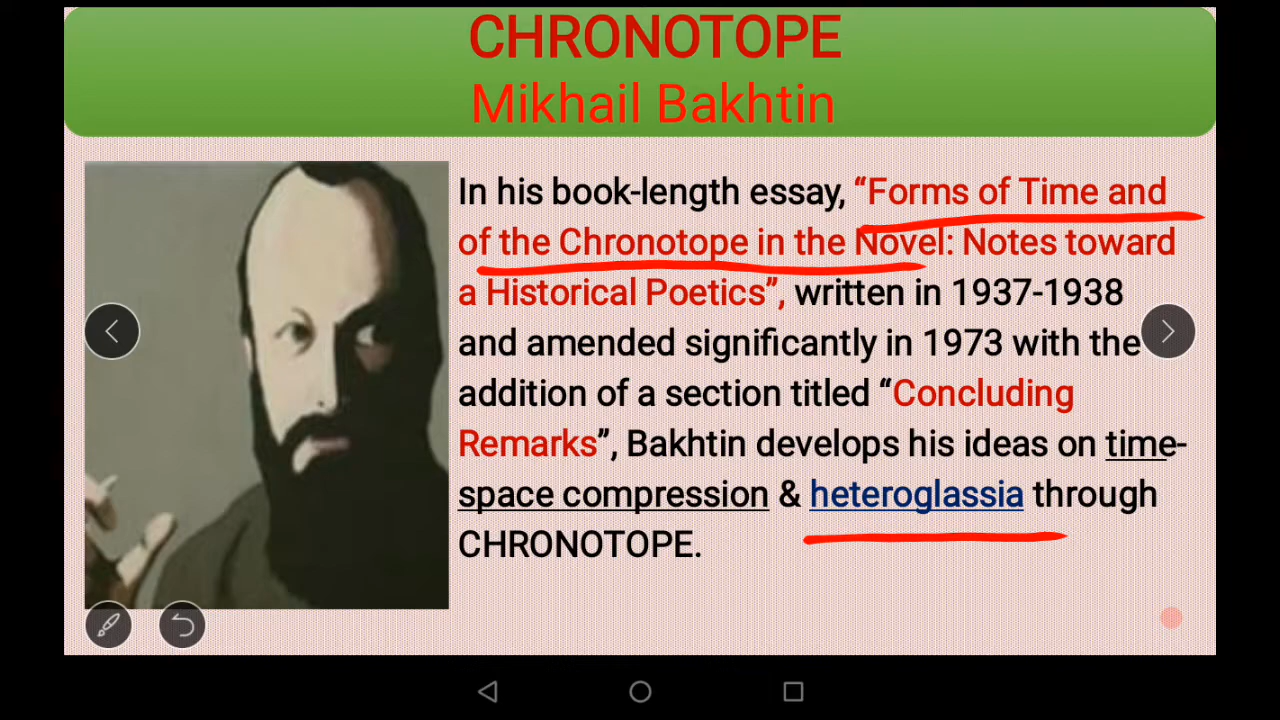 CHRONOTOPE
Mikhail Bakhtin
In his book-length essay, “Forms of Time and
of the Chronotope in the Novel: Notes toward
a Historical Poetics”, written in 1937-1938
and amended significantly in 1973 with the
addition of a section titled “Concluding
Remarks”, Bakhtin develops his ideas on time-
space compression & heteroglassia through
CHRONOTOPE.